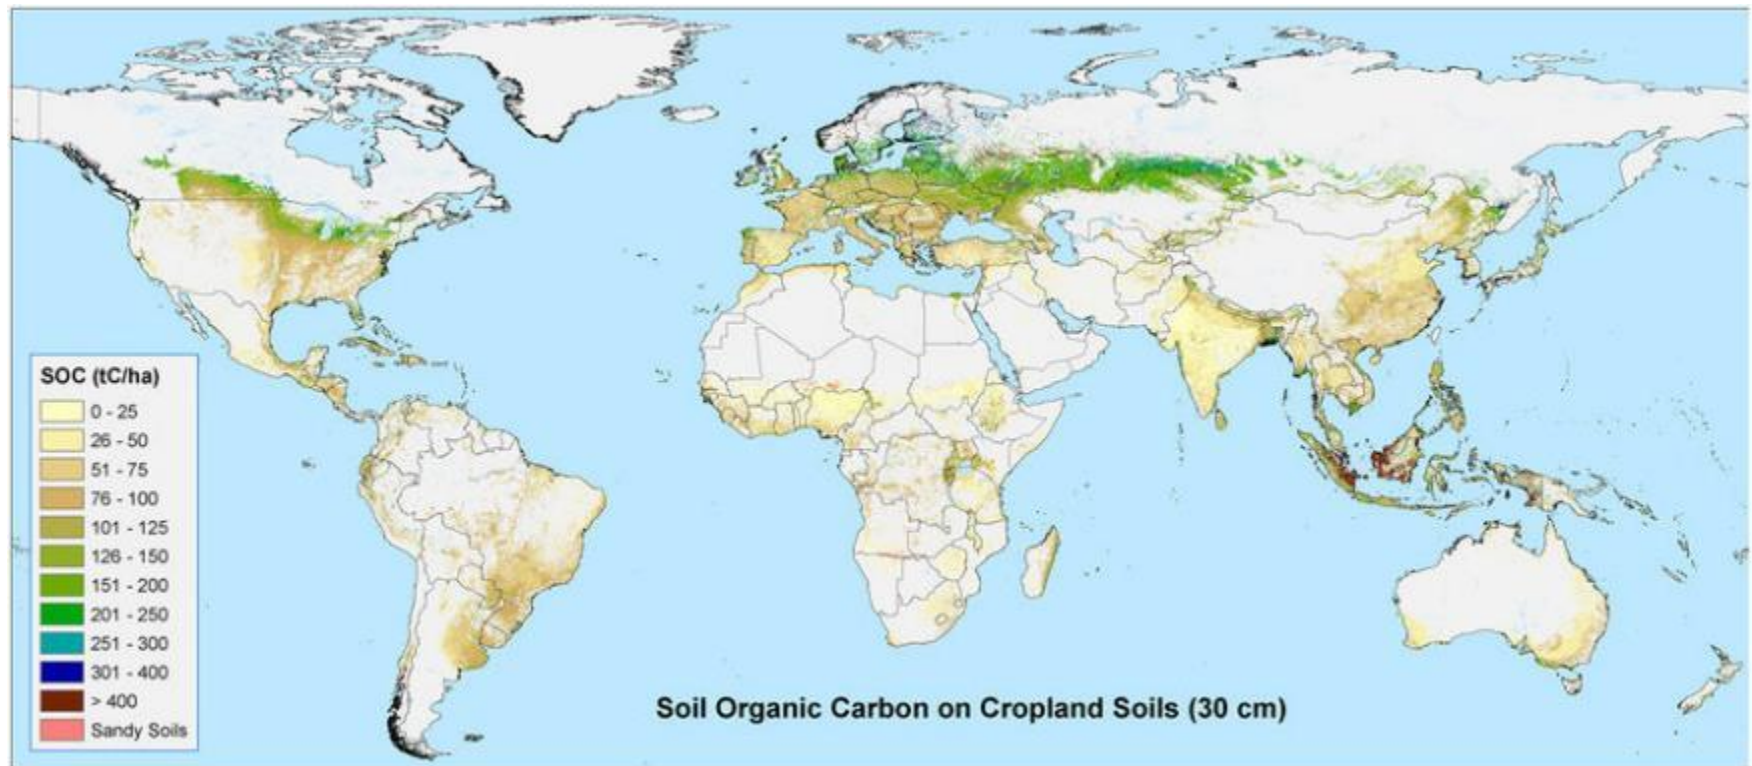 SOC (tC/ha)
0 - 25
26 - 50
51 - 75
76 - 100
101 - 125
126 - 150
151 - 200
201 - 250
251 - 300
301 - 400
> 400
Sandy Soils
Soil Organic Carbon on Cropland Soils (30 cm)